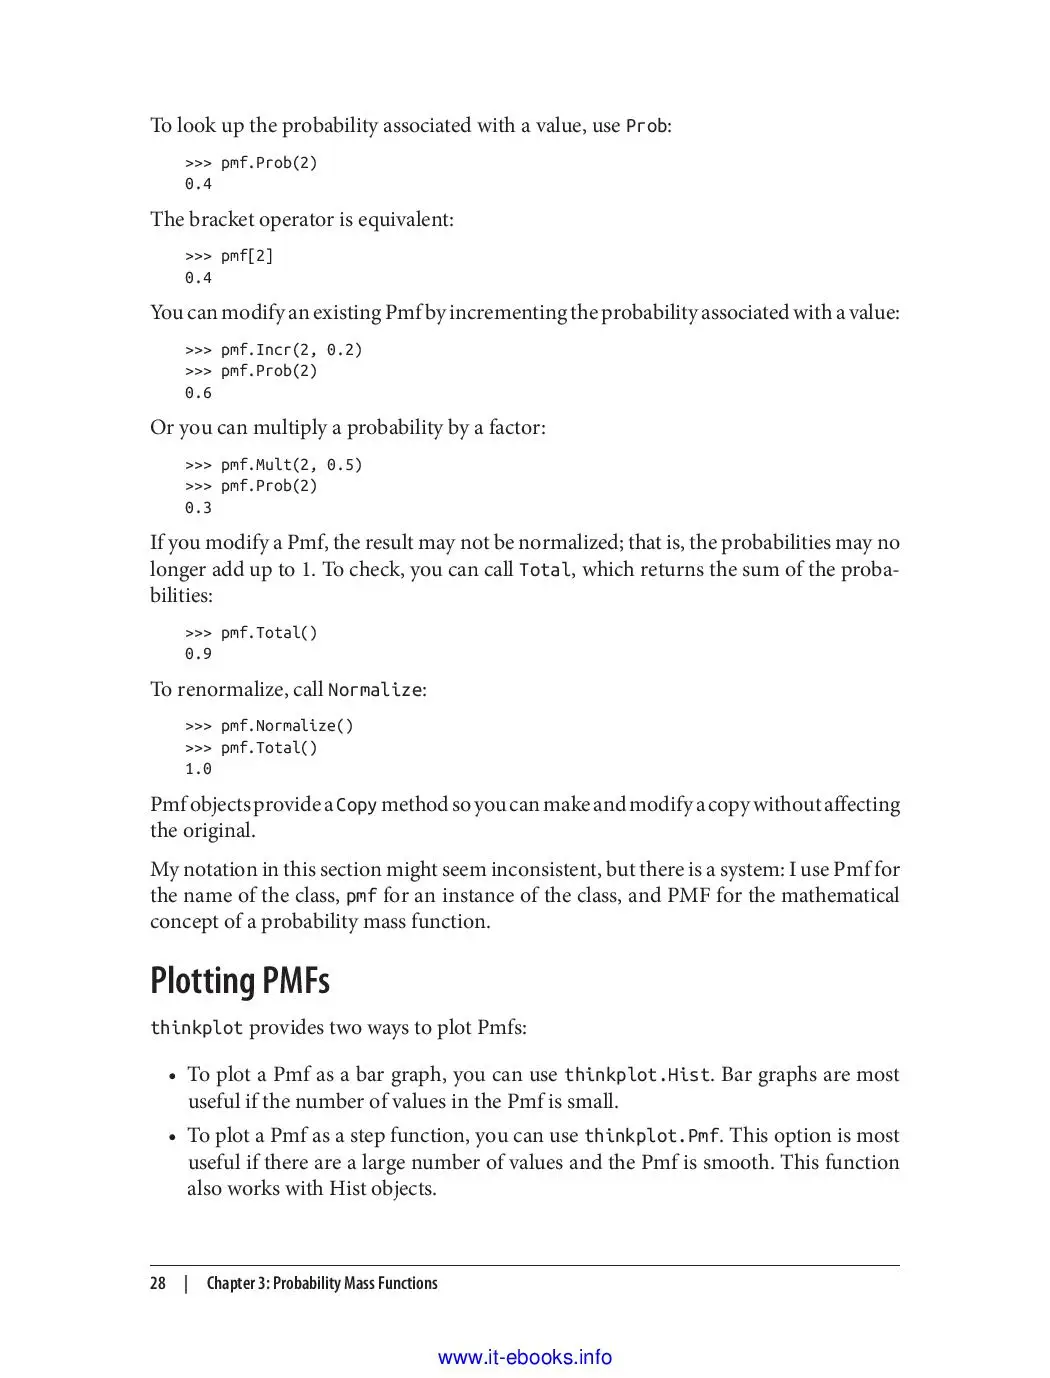 To look up the probability associated with a value, use Prob:
>>> pmf.Prob(2)
0.4
The bracket operator is equivalent:
>>> pmf[2]
0.4
You can modify an existing Pmf by incrementing the probability associated with a value:
>>> pmf.Incr(2, 0.2)
>>> pmf.Prob(2)
0.6
Or you can multiply a probability by a factor:
>>> pmf.Mult(2, 0.5)
>>> pmf.Prob(2)
0.3
If you modify a Pmf, the result may not be normalized; that is, the probabilities may no
longer add up to 1. To check, you can call Total, which returns the sum of the proba-
bilities:
>>> pmf.Total()
0.9
To renormalize, call Normalize:
>>> pmf.Normalize()
>>> pmf.Total()
1.0
Pmf objects provide a Copy method so you can make and modify a copy without affecting
the original.
My notation in this section might seem inconsistent, but there is a system: I use Pmf for
the name of the class, pmf for an instance of the class, and PMF for the mathematical
concept of a probability mass function.
Plotting PMFs
thinkplot provides two ways to plot Pmfs:
• To plot a Pmf as a bar graph, you can use thinkplot.Hist. Bar graphs are most
useful if the number of values in the Pmf is small.
• To plot a Pmf as a step function, you can use thinkplot.Pmf. This option is most
useful if there are a large number of values and the Pmf is smooth. This function
also works with Hist objects.
28 | Chapter 3: Probability Mass Functions
www.it-ebooks.info